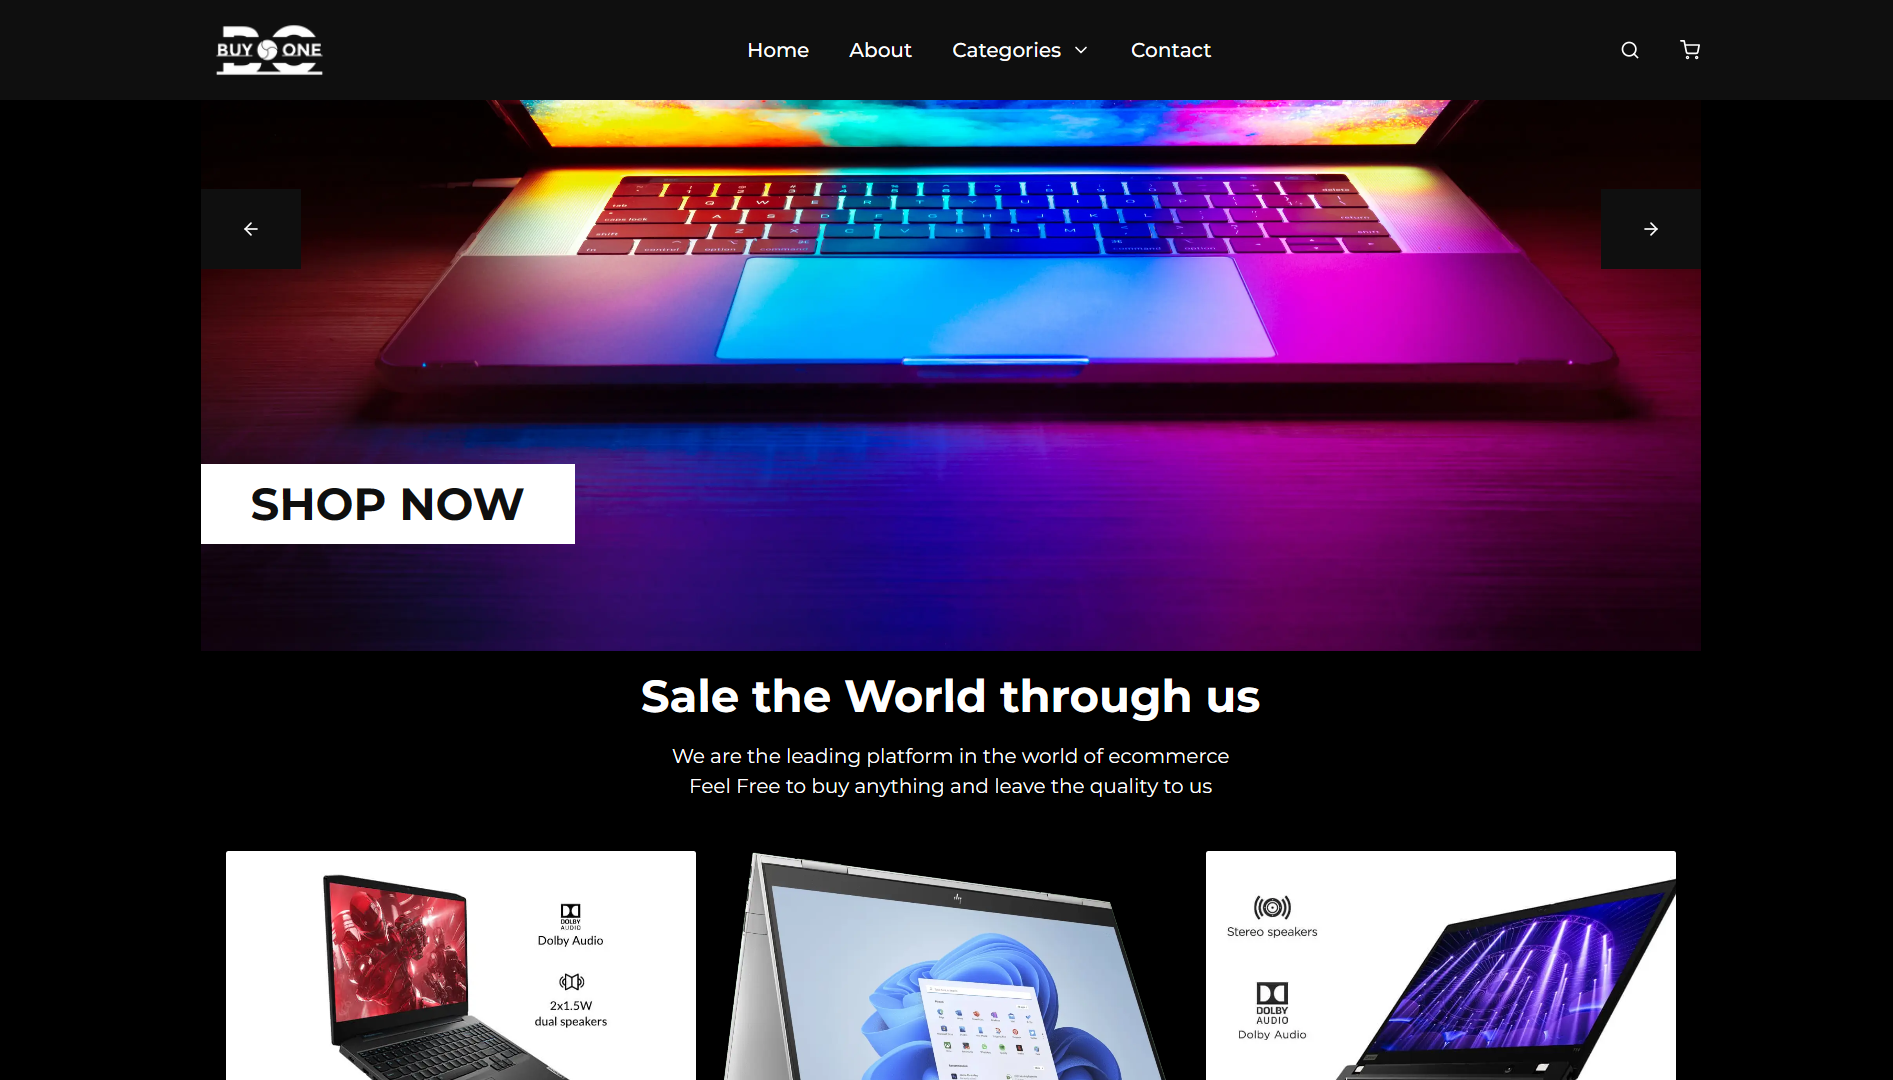 BUY ONE
Home
About
Categories
Contact
SHOP NOW
Sale the World through us
We are the leading platform in the world of ecommerce
Feel Free to buy anything and leave the quality to us
DOLBY
AUDIO
Dolby Audio
2x1.5W
dual speakers
hp
Stereo speakers
DOLBY
AUDIO
Dolby Audio